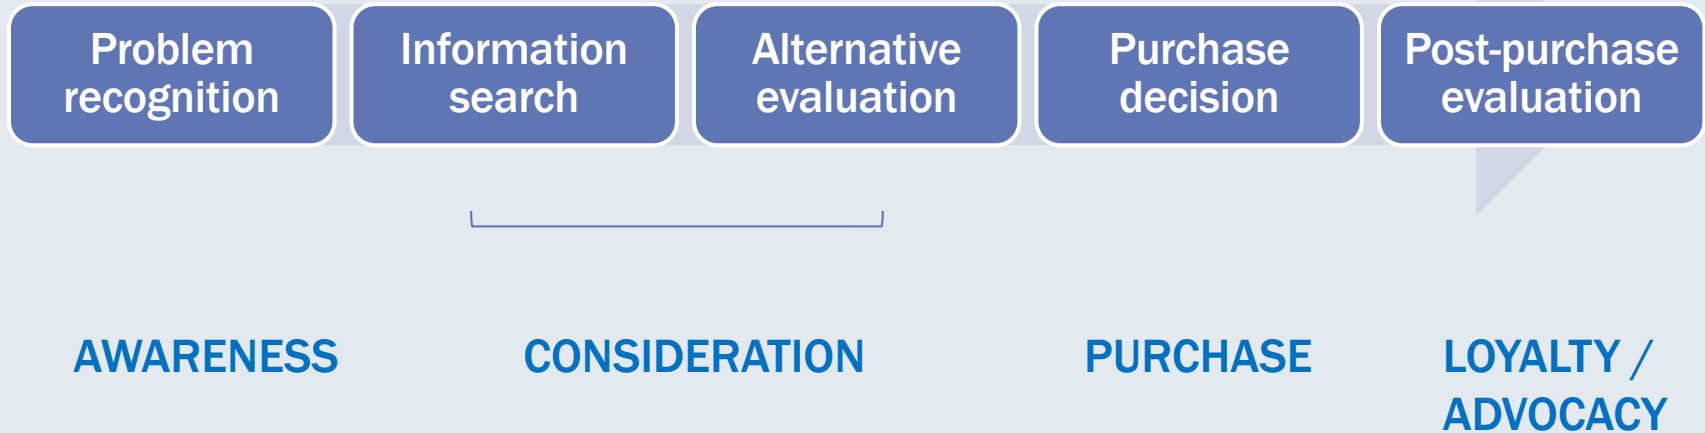 Problem
recognition
Information
search
Alternative
evaluation
Purchase
decision
Post-purchase
evaluation
AWARENESS
CONSIDERATION
PURCHASE
LOYALTY /
ADVOCACY